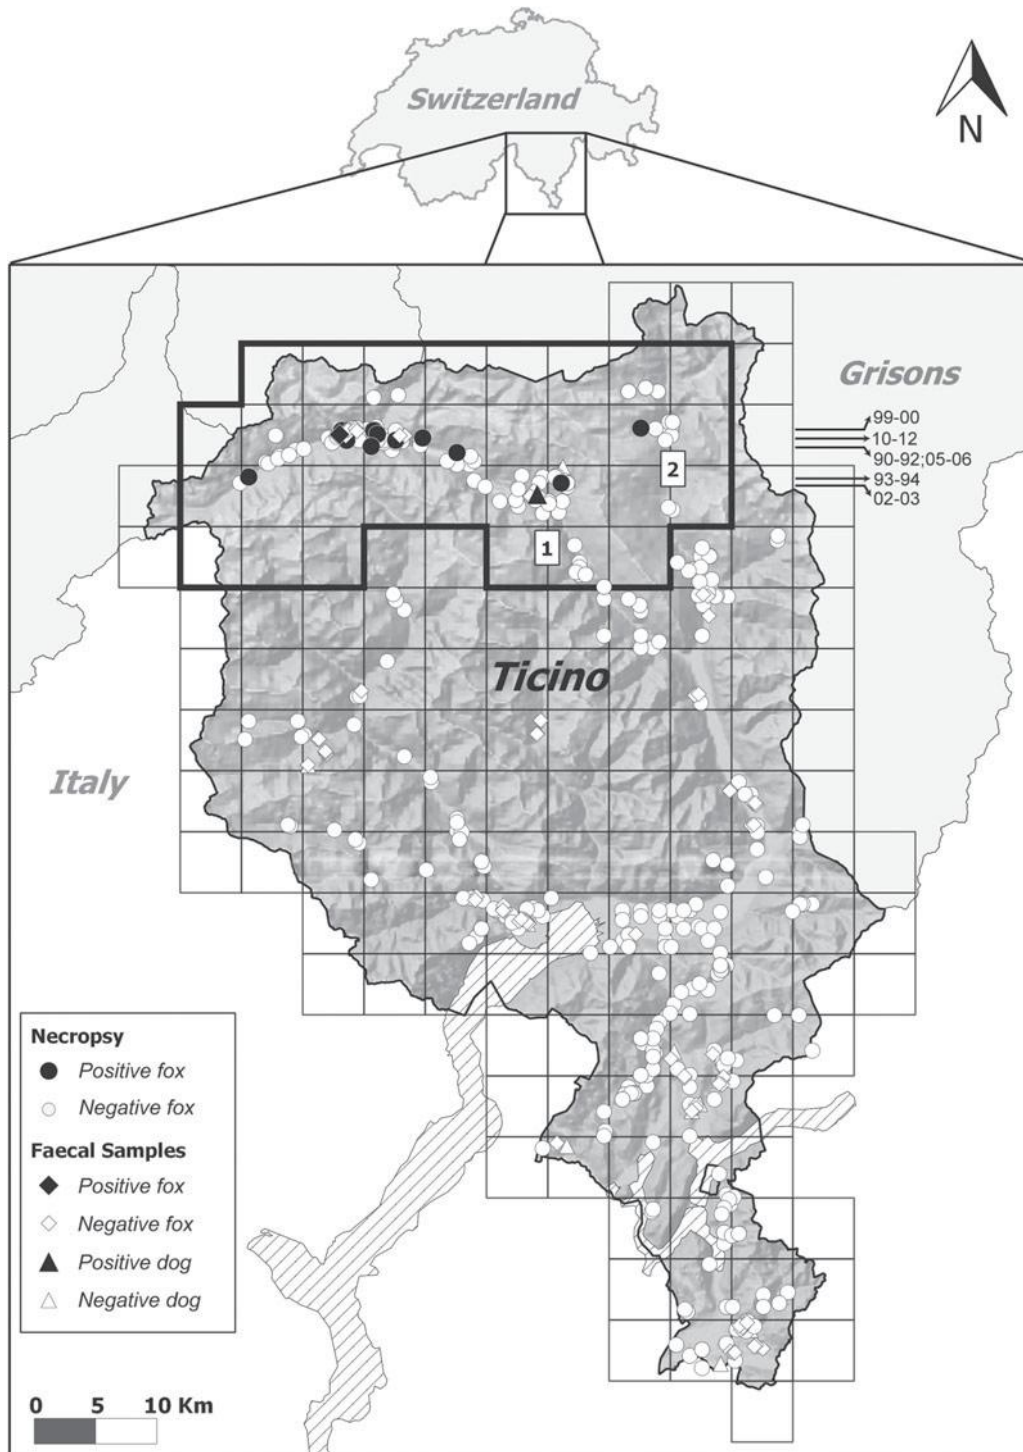 Switzerland
N
Grisons
99-00
10-12
90-92;05-06
93-94
02-03
2
1
Ticino
Italy
Necropsy
Positive fox
Negative fox
Faecal Samples
Positive fox
Negative fox
Positive dog
Negative dog
0 5 10 Km